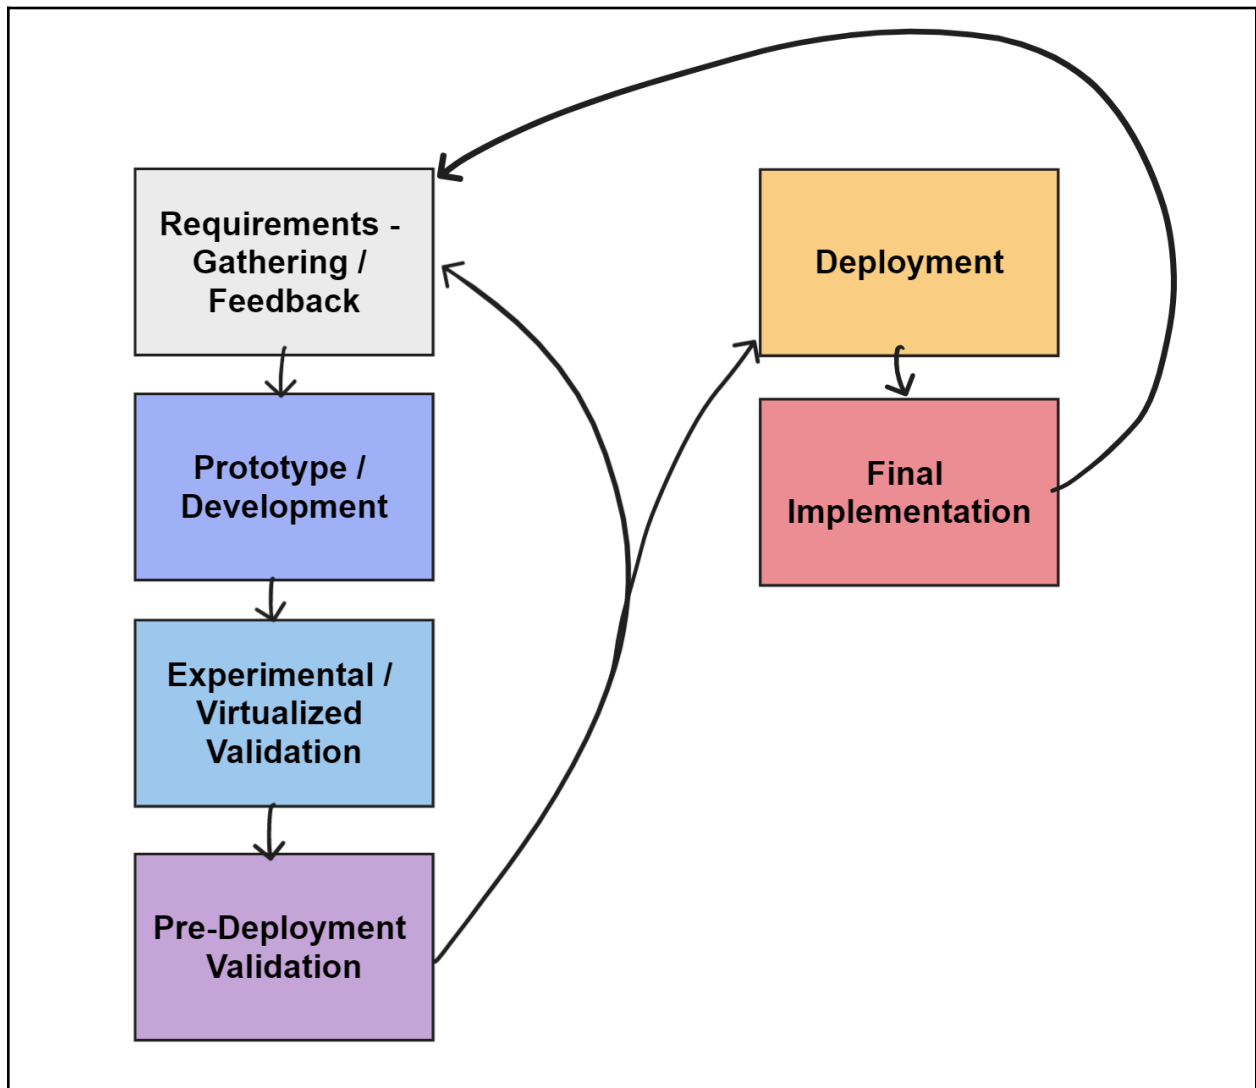 Requirements -
Gathering /
Feedback
Prototype /
Development
Experimental /
Virtualized
Validation
Pre-Deployment
Validation
Deployment
Final
Implementation